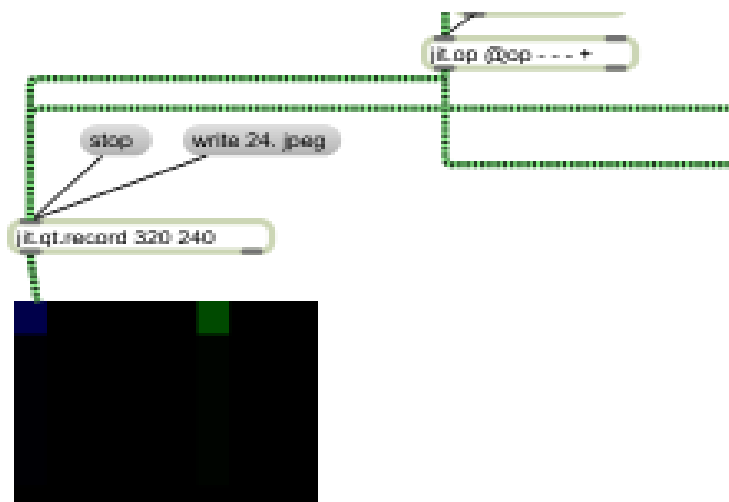 jit.op @op - - - +
stop
write 24. jpeg
jit.qt.record 320 240